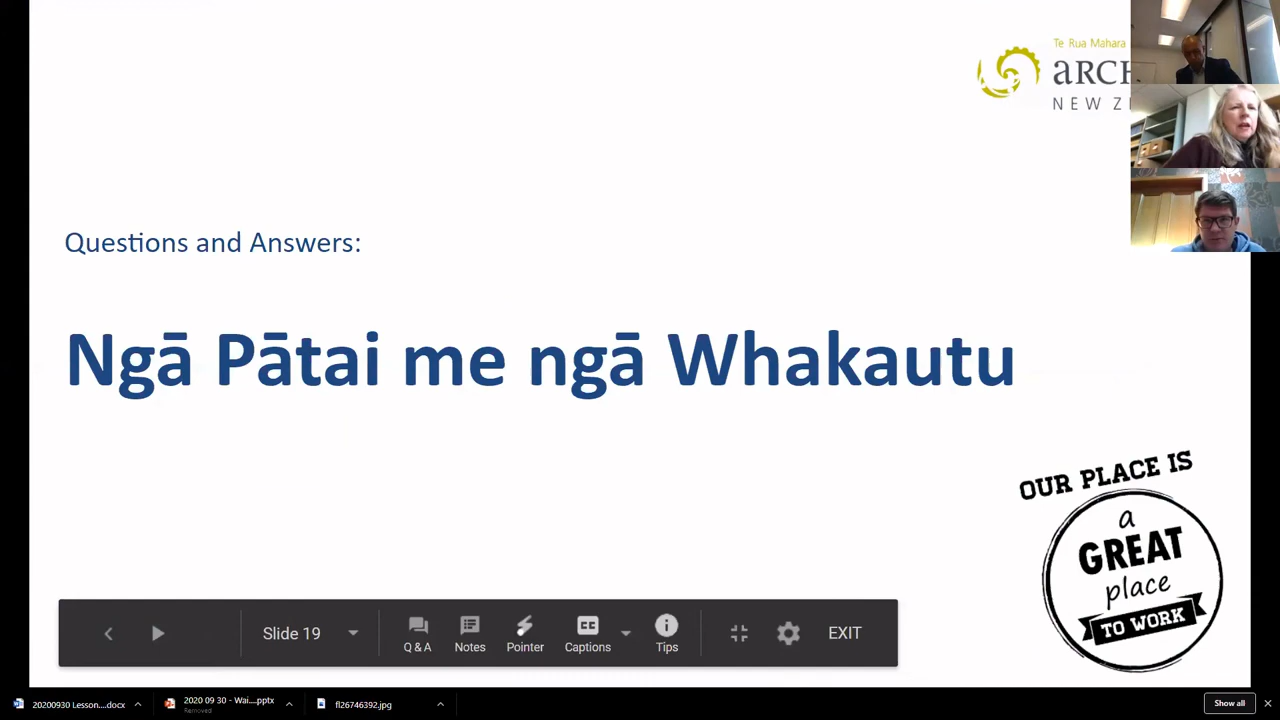 Te Rua Mahara
ARCH
NEW Z
Questions and Answers:
Ngā Pātai me ngā Whakautu
OUR PLACE IS
a
GREAT
place
TO WORK
Slide 19
Q & A
Notes
Pointer
Captions
Tips
EXIT
20200930 Lesson....docx
2020 09 30 - Wai....pptx
Removed
fl26746392.jpg
Show all